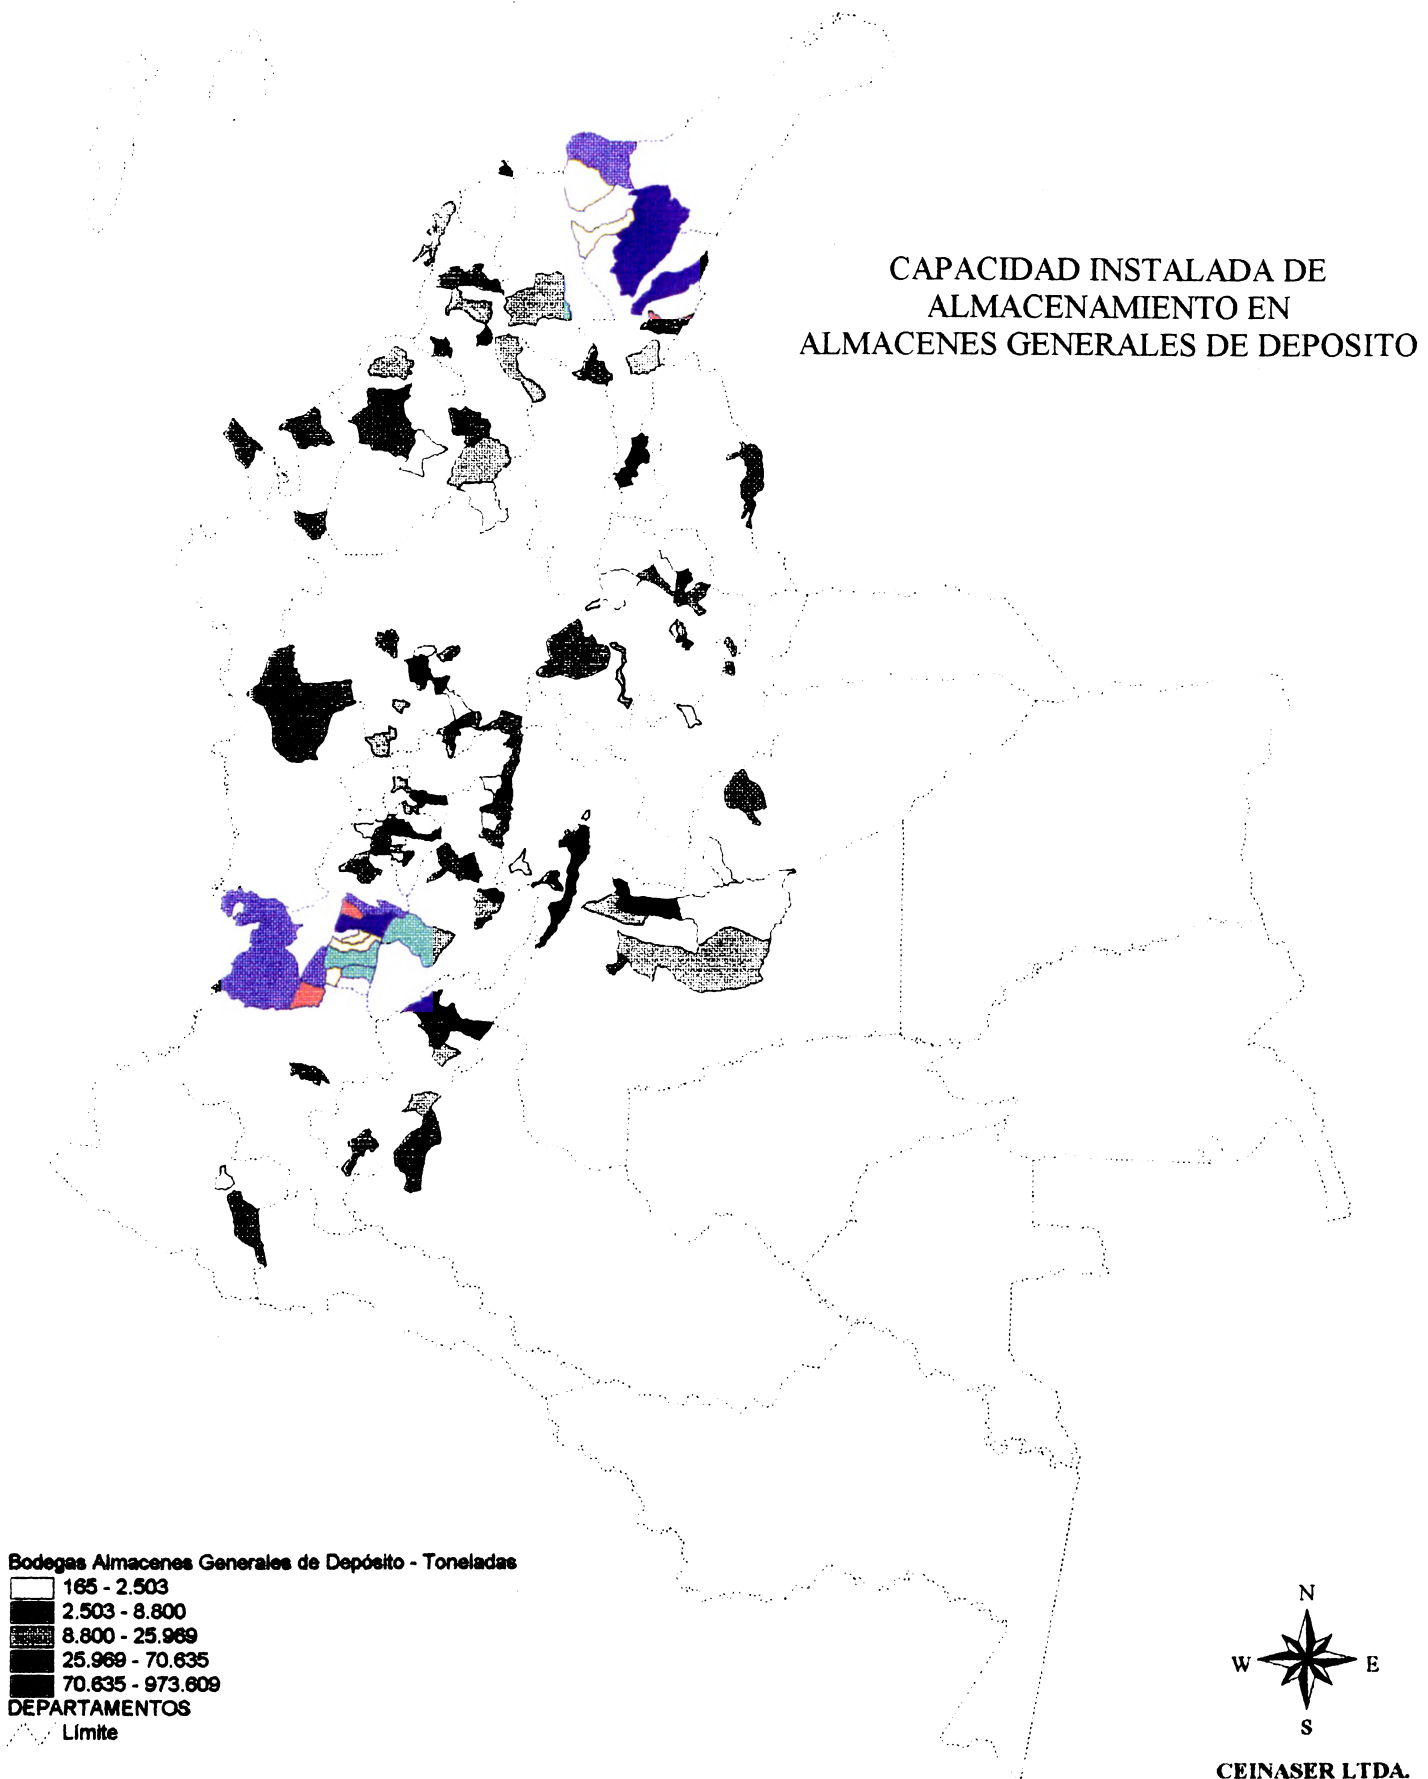 CAPACIDAD INSTALADA DE
ALMACENAMIENTO EN
ALMACENES GENERALES DE DEPOSITO
Bodegas Almacenes Generales de Depósito - Toneladas
165 - 2.503
2.503 - 8.800
8.800 - 25.969
25.969 - 70.635
70.635 - 973.609
DEPARTAMENTOS
Límite
N
W E
S
CEINASER LTDA.